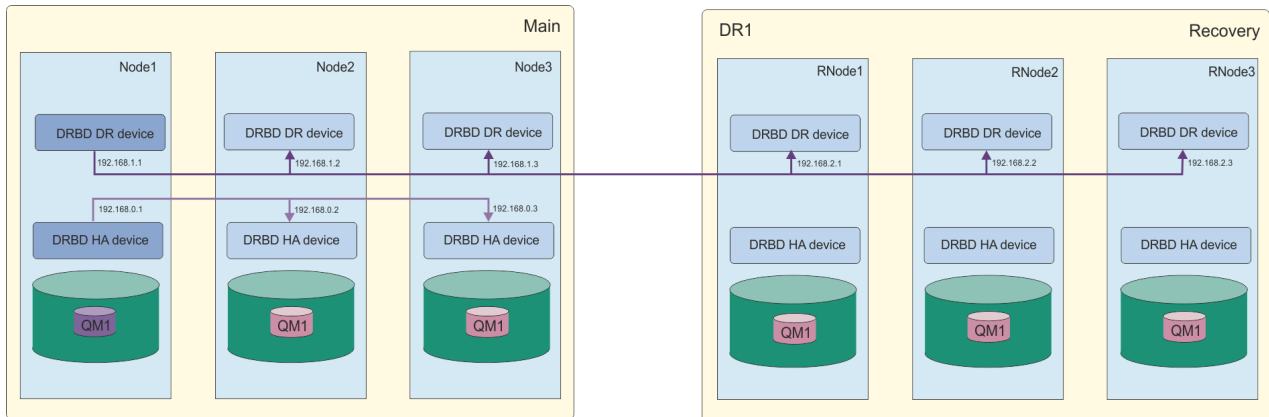 Main
Node1
Node2
Node3
DRBD DR device
DRBD DR device
DRBD DR device
192.168.1.1
192.168.1.2
192.168.1.3
192.168.0.1
192.168.0.2
192.168.0.3
DRBD HA device
DRBD HA device
DRBD HA device
QM1
QM1
QM1
DR1
Recovery
RNode1
RNode2
RNode3
DRBD DR device
DRBD DR device
DRBD DR device
192.168.2.1
192.168.2.2
192.168.2.3
DRBD HA device
DRBD HA device
DRBD HA device
QM1
QM1
QM1